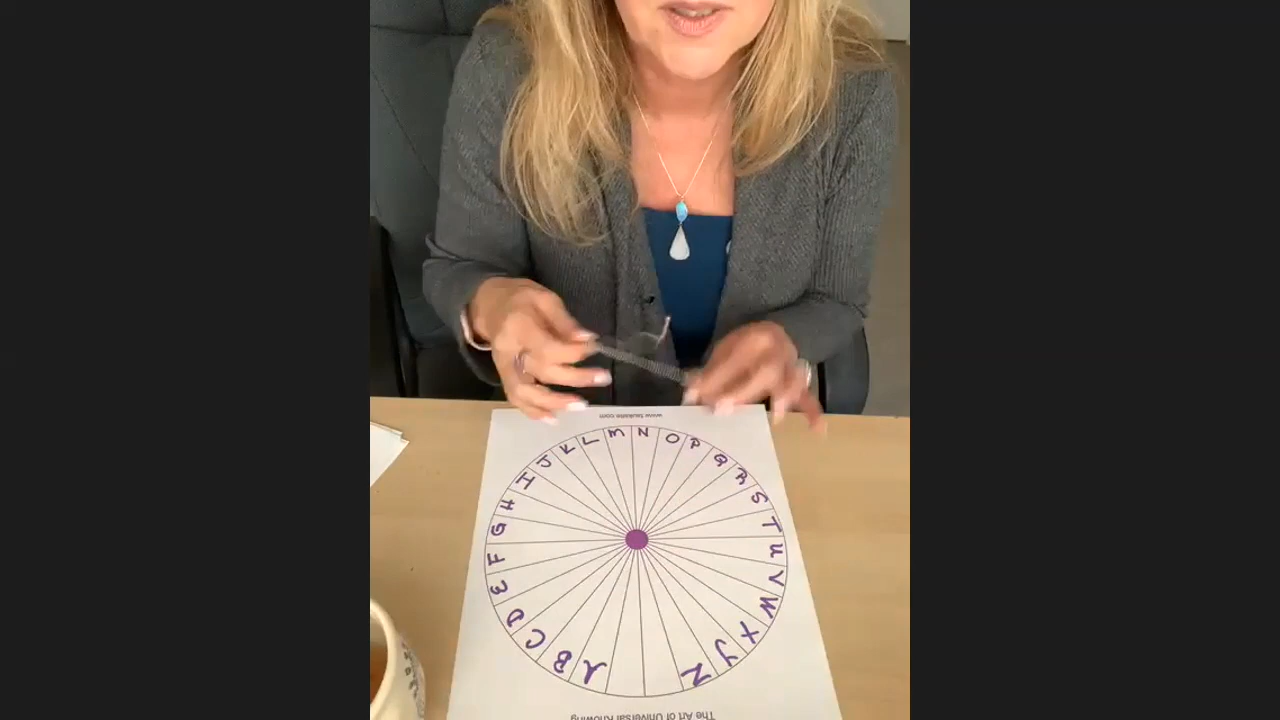 A B C D E F G H I J K L M N O P Q R S T U V W X Y Z
The Art of Universal Knowing